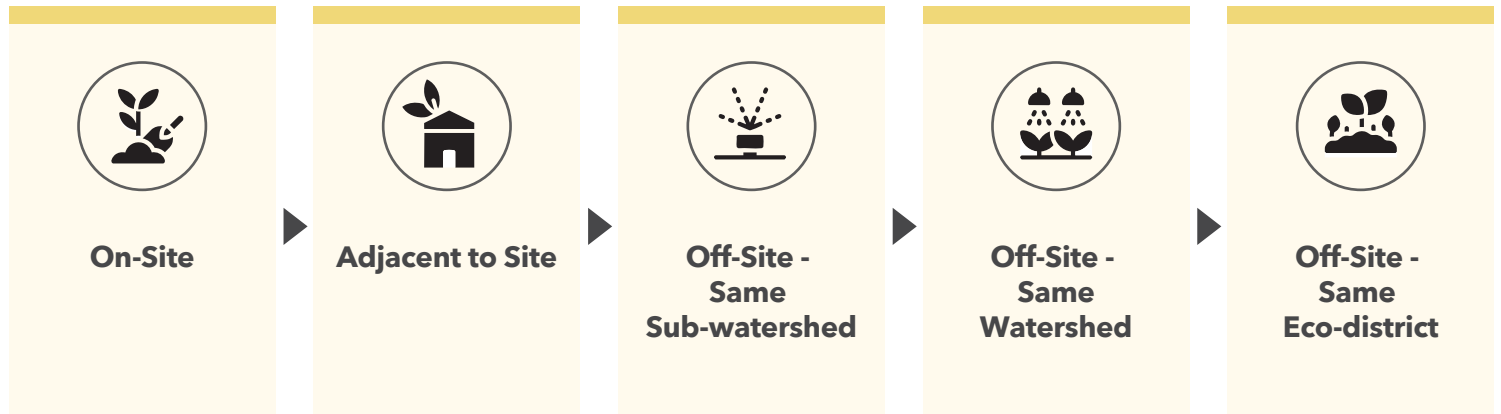 On-Site
Adjacent to Site
Off-Site -
Same
Sub-watershed
Off-Site -
Same
Watershed
Off-Site -
Same
Eco-district